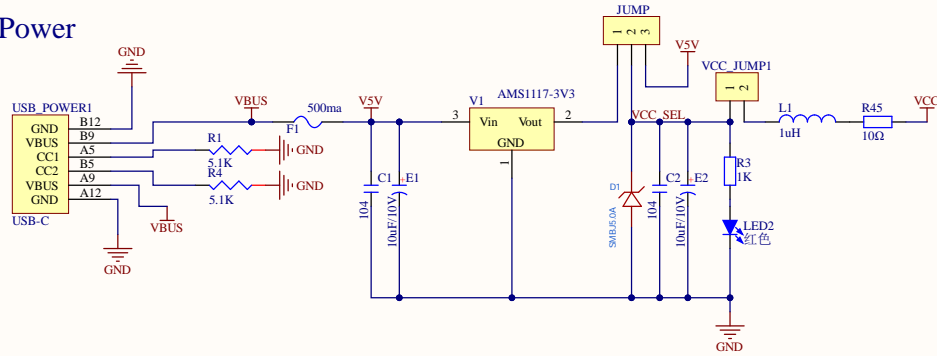 Power
JUMP
1 2 3
V5V
GND
USB_POWER1
GND B12
VBUS B9
CC1 A5
CC2 B5
VBUS A9
GND A12
USB-C
GND
VBUS
VBUS
500ma
F1
R1
5.1K
GND
R4
5.1K
GND
V5V
C1
104
E1
+
10uF/10V
V1
AMS1117-3V3
3
Vin
Vout
2
GND
1
VCC_SEL
D1
SMBJ5.0A
C2
104
E2
+
10uF/10V
VCC_JUMP1
1 2
R3
1K
LED2
红色
GND
L1
1uH
R45
10Ω
VCC